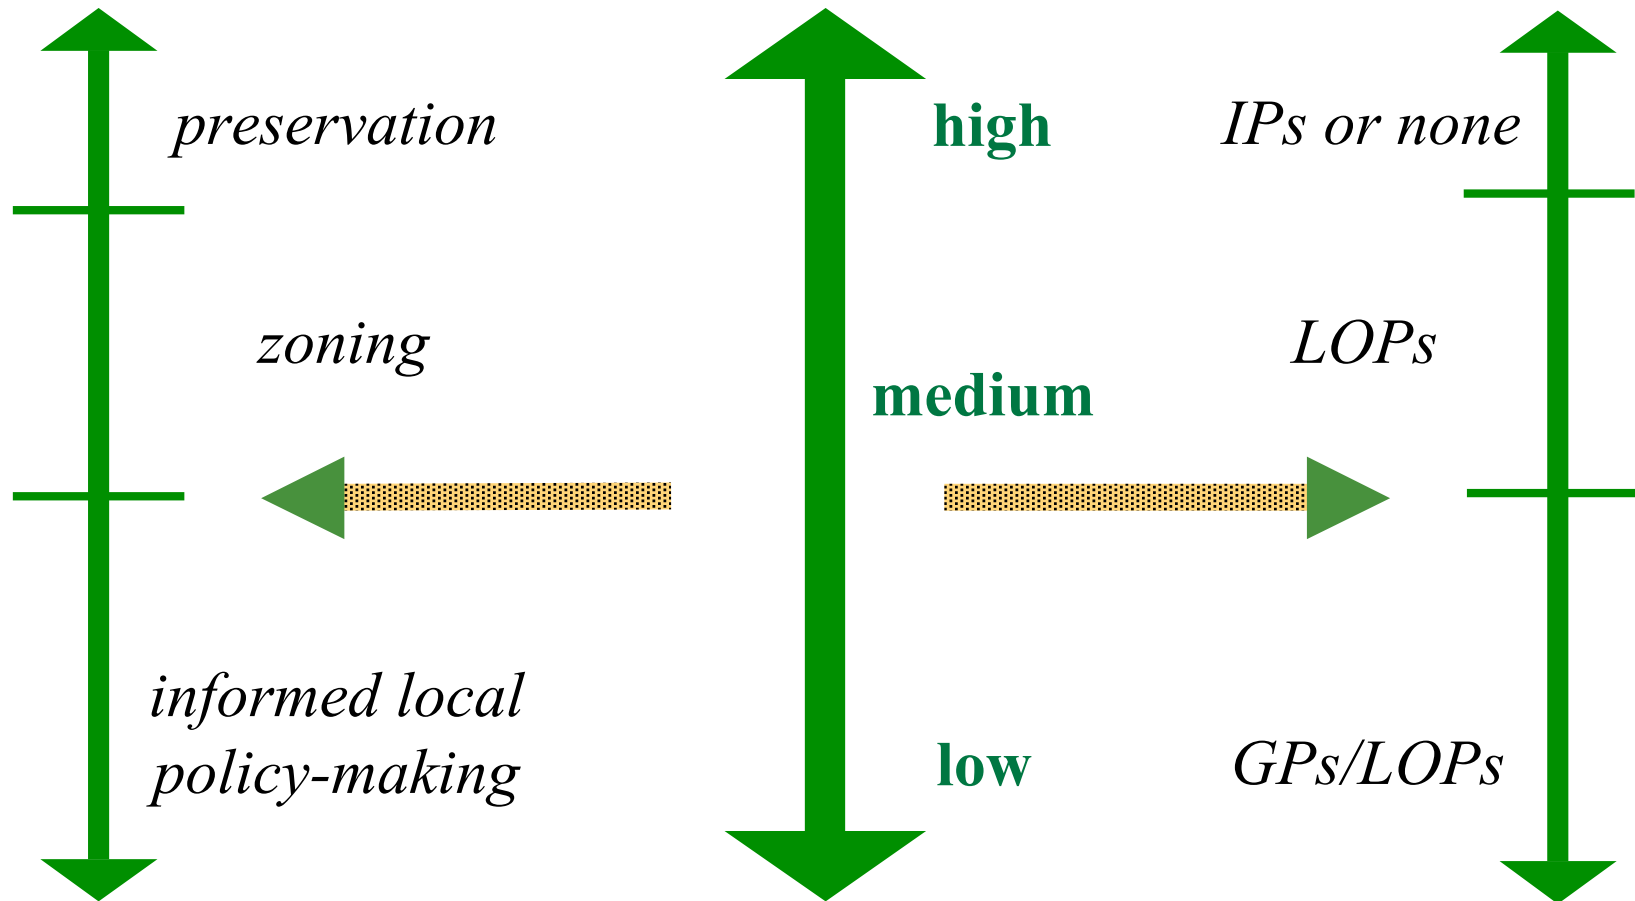 preservation
high
IPs or none
zoning
LOPs
medium
informed local
policy-making
low
GPs/LOPs